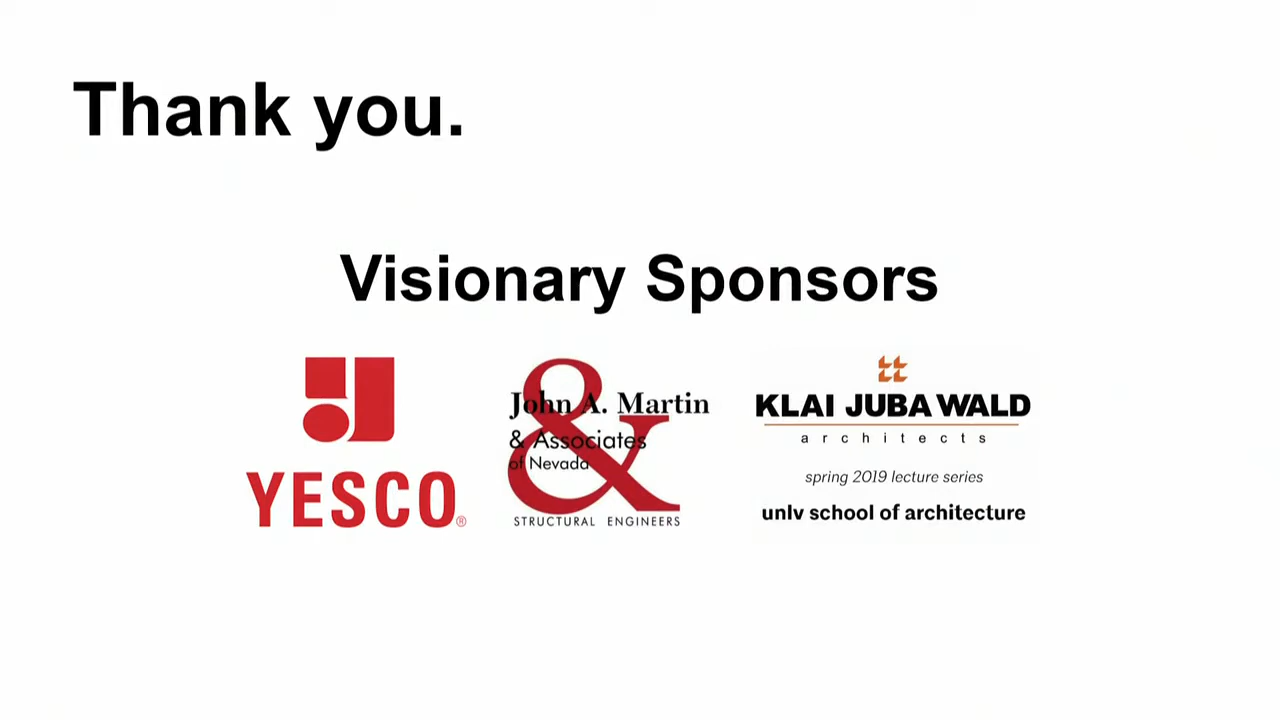 Thank you.
Visionary Sponsors
YESCO®
John A. Martin
& Associates
of Nevada
&
STRUCTURAL ENGINEERS
KLAI JUBA WALD
architects
spring 2019 lecture series
unlv school of architecture